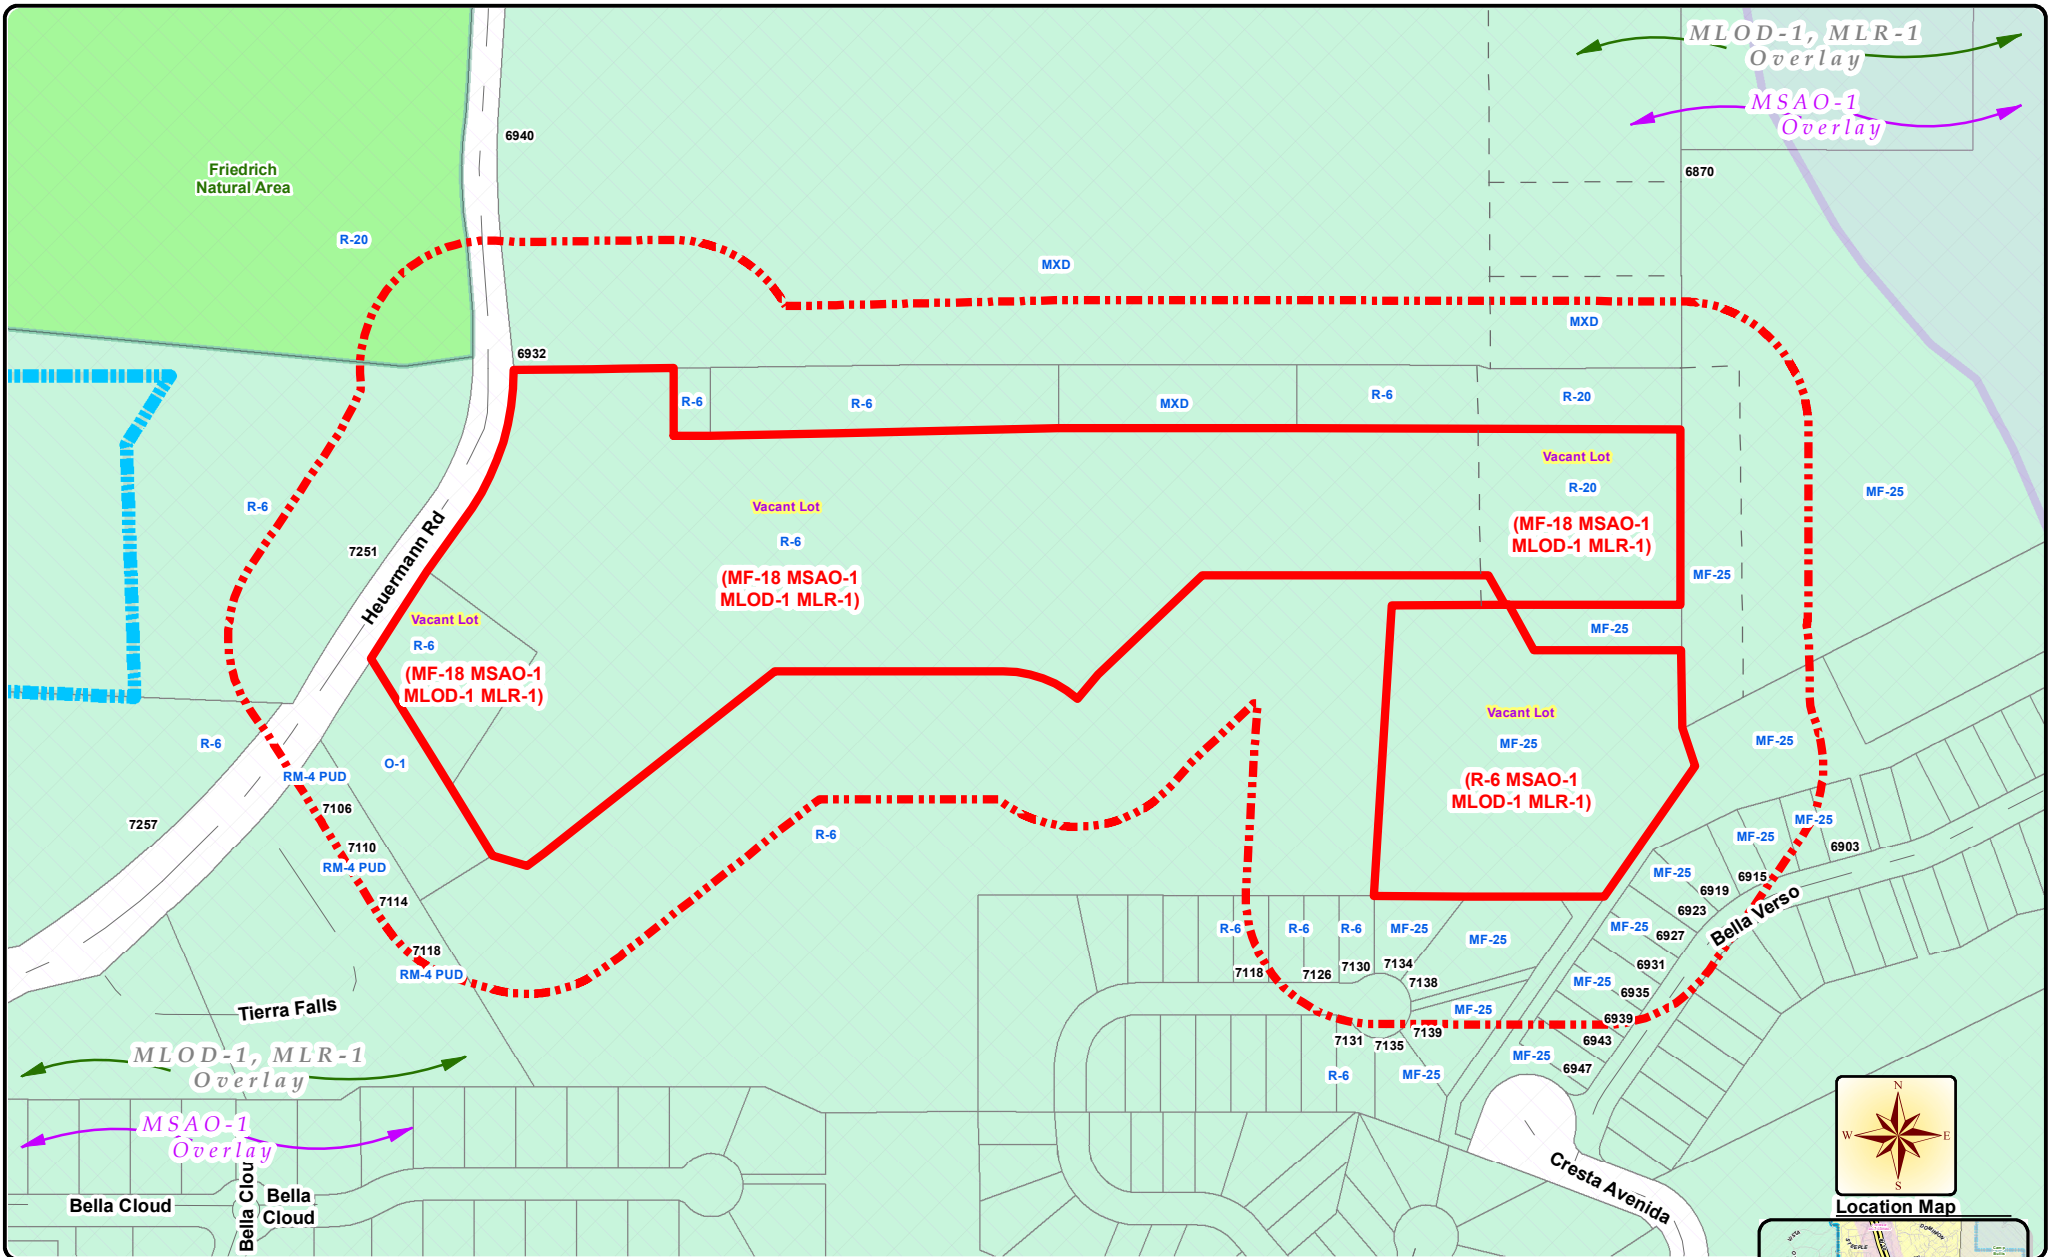 MLOD-1, MLR-1
Overlay
MSAO-1
Overlay
6940
6870
Friedrich
Natural Area
R-20
MXD
MXD
6932
R-6
R-6
MXD
R-6
R-20
Vacant Lot
R-20
(MF-18 MSAO-1
MLOD-1 MLR-1)
MF-25
Vacant Lot
R-6
(MF-18 MSAO-1
MLOD-1 MLR-1)
R-6
7251
Heuermann Rd
MF-25
Vacant Lot
R-6
(MF-18 MSAO-1
MLOD-1 MLR-1)
MF-25
Vacant Lot
MF-25
(R-6 MSAO-1
MLOD-1 MLR-1)
MF-25
R-6
O-1
RM-4 PUD
7106
7257
7110
RM-4 PUD
7114
7118
RM-4 PUD
R-6
MF-25
MF-25
6903
MF-25
6915
6919
6923
Bella Verso
R-6
R-6
R-6
MF-25
MF-25
MF-25
6927
7118
7126
7130
7134
7138
6931
MF-25
6935
MF-25
6939
7131
7135
7139
6943
MF-25
6947
R-6
MF-25
Tierra Falls
MLOD-1, MLR-1
Overlay
MSAO-1
Overlay
Bella Cloud
Bella Cloud
Bella
Cloud
Cresta Avenida
N
W
E
S
Location Map
STEEPLE
DOMINION